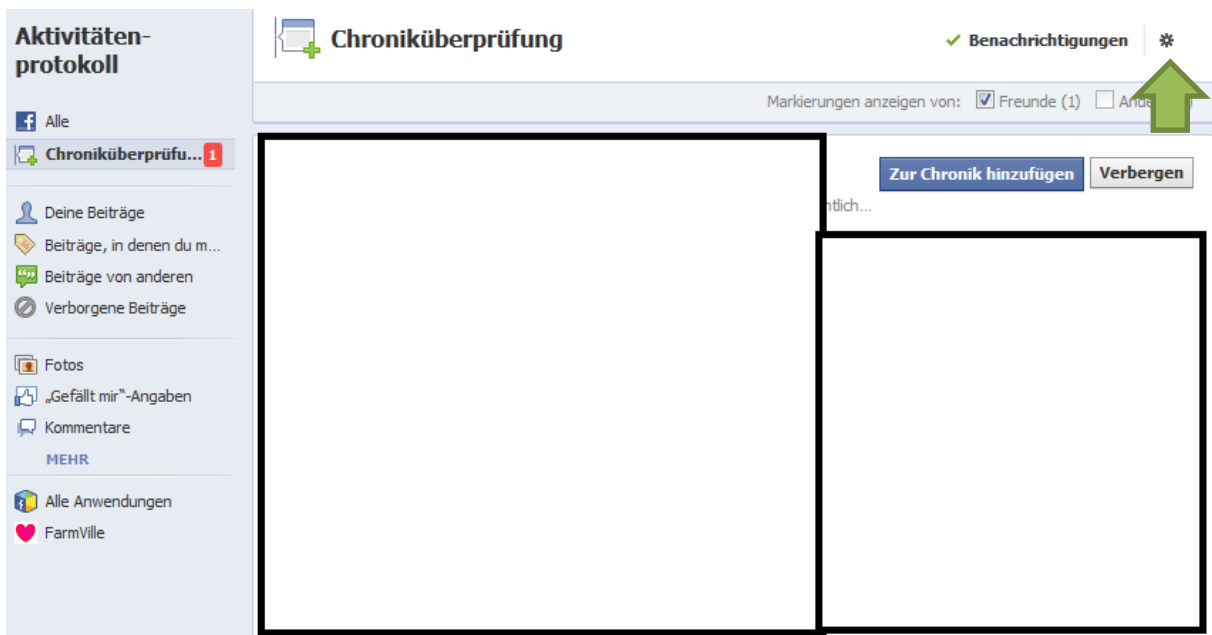 Aktivitäten-
protokoll
Alle
Chroniküberprüfu... 1
Deine Beiträge
Beiträge, in denen du m...
Beiträge von anderen
Verborgene Beiträge
Fotos
„Gefällt mir"-Angaben
Kommentare
MEHR
Alle Anwendungen
FarmVille
Chroniküberprüfung
Benachrichtigungen
Markierungen anzeigen von: Freunde (1)
Zur Chronik hinzufügen Verbergen